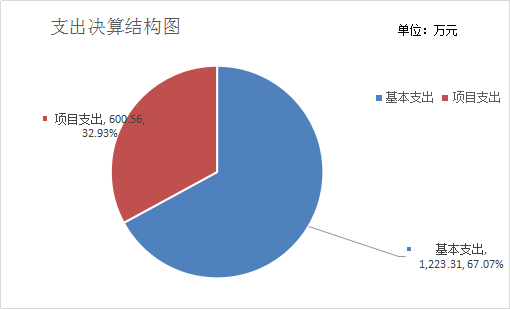 支出决算结构图
单位：万元
基本支出 项目支出
项目支出, 600.56,
32.93%
基本支出,
1,223.31, 67.07%